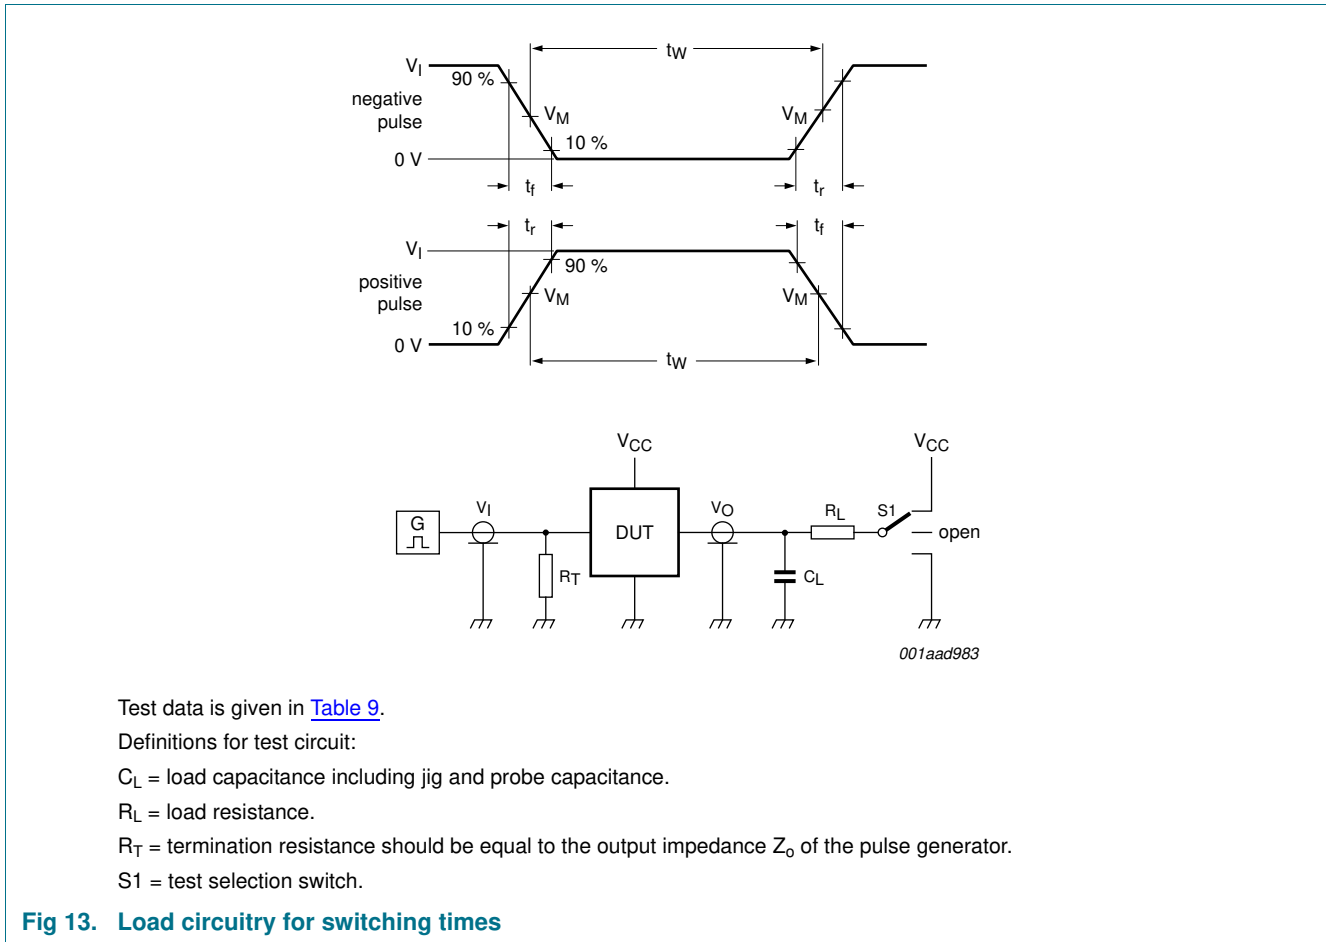 tW
VI
90 %
negative
pulse
VM
VM
10 %
0 V
tf
tr
tr
tf
VI
90 %
positive
pulse
VM
VM
10 %
0 V
tW
VCC
VCC
G
VI
DUT
VO
RL
S1
open
RT
CL
001aad983
Test data is given in Table 9.
Definitions for test circuit:
CL = load capacitance including jig and probe capacitance.
RL = load resistance.
RT = termination resistance should be equal to the output impedance Zo of the pulse generator.
S1 = test selection switch.
Fig 13. Load circuitry for switching times